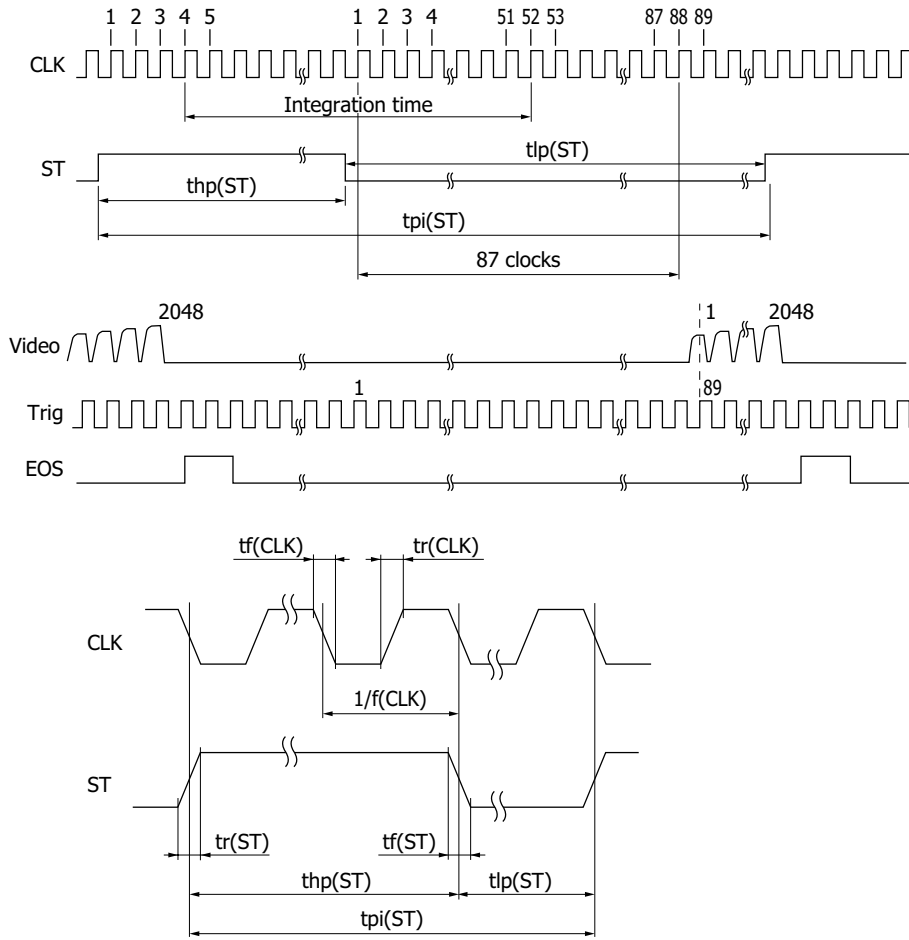 1 2 3 4 5 1 2 3 4 51 52 53 87 88 89
CLK
Integration time
ST
tlp(ST)
thp(ST)
tpi(ST)
87 clocks
2048 1 2048
Video
1 89
Trig
EOS
tf(CLK) tr(CLK)
CLK
1/f(CLK)
ST
tr(ST) tf(ST)
thp(ST) tlp(ST)
tpi(ST)